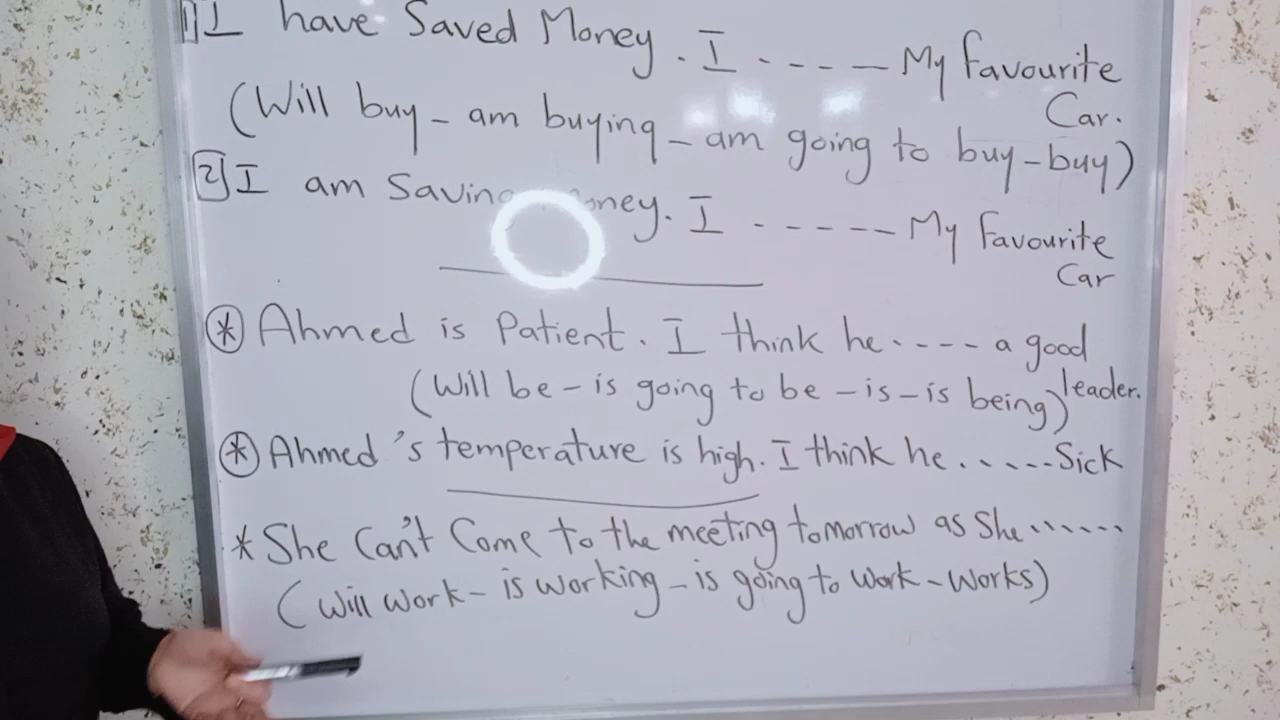 1 I have Saved Money. I ---- My favourite
Car.
(Will buy - am buying - am going to buy - buy)
2 I am Saving Money. I ----- My favourite
Car
* Ahmed is Patient. I think he ---- a good
leader.
(Will be - is going to be - is - is being)
* Ahmed's temperature is high. I think he ..... Sick
* She Can't Come to the meeting tomorrow as She ......
(Will work - is working - is going to work - works)